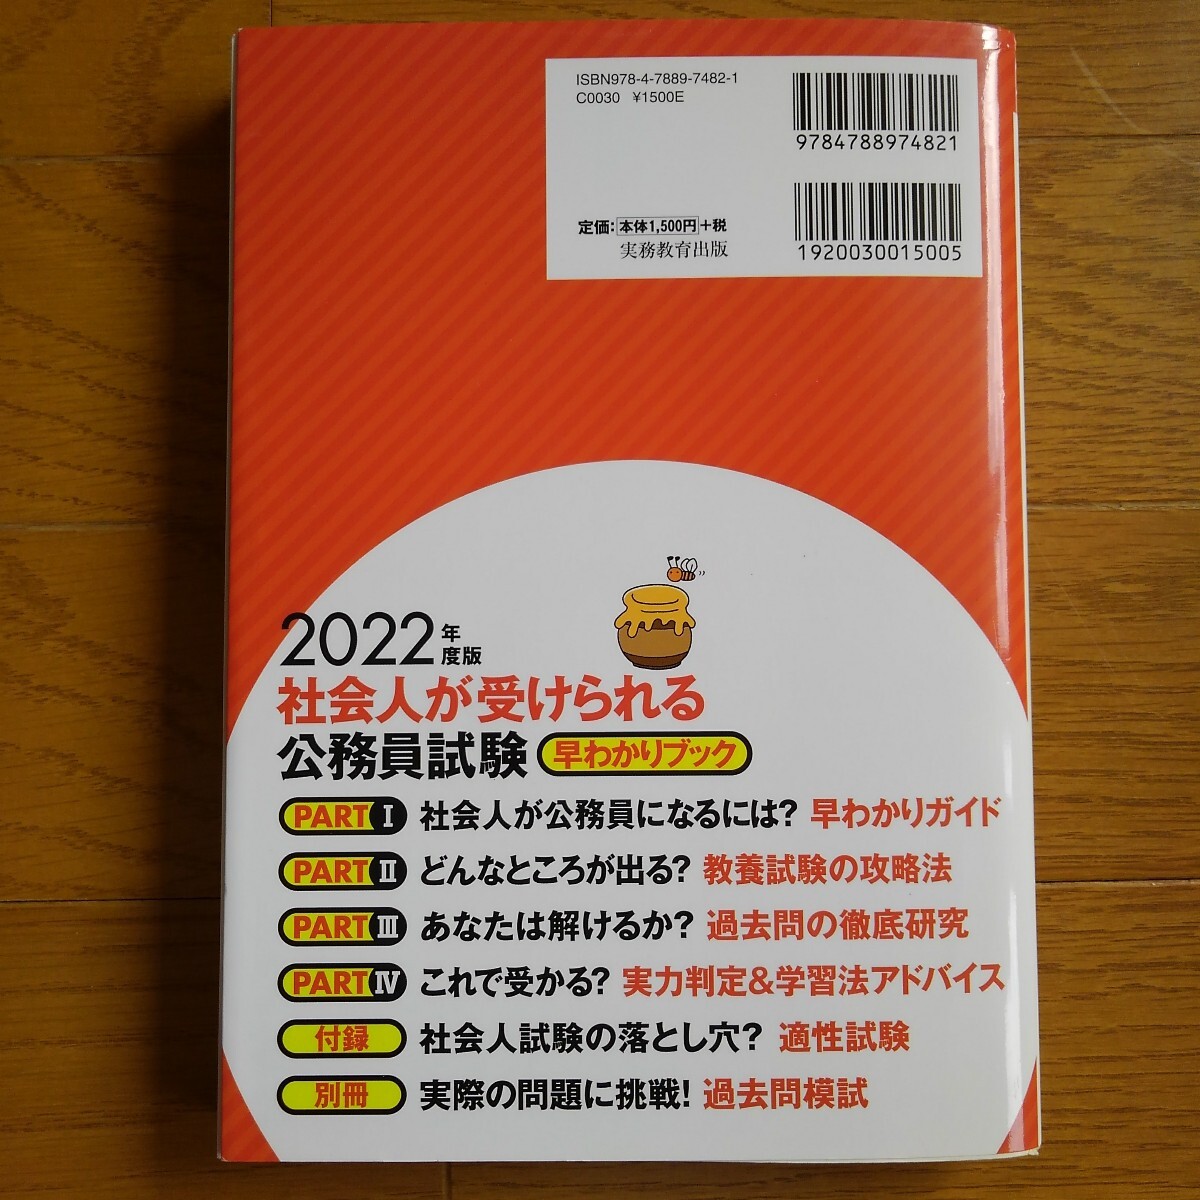 ISBN978-4-7889-7482-1
C0030 ¥1500E
9784788974821
定価:本体1,500円+税
実務教育出版
1920030015005
2022年度版
社会人が受けられる
公務員試験 早わかりブック
PART I 社会人が公務員になるには? 早わかりガイド
PART II どんなところが出る? 教養試験の攻略法
PART III あなたは解けるか? 過去問の徹底研究
PART IV これで受かる? 実力判定&学習法アドバイス
付録 社会人試験の落とし穴? 適性試験
別冊 実際の問題に挑戦! 過去問模試